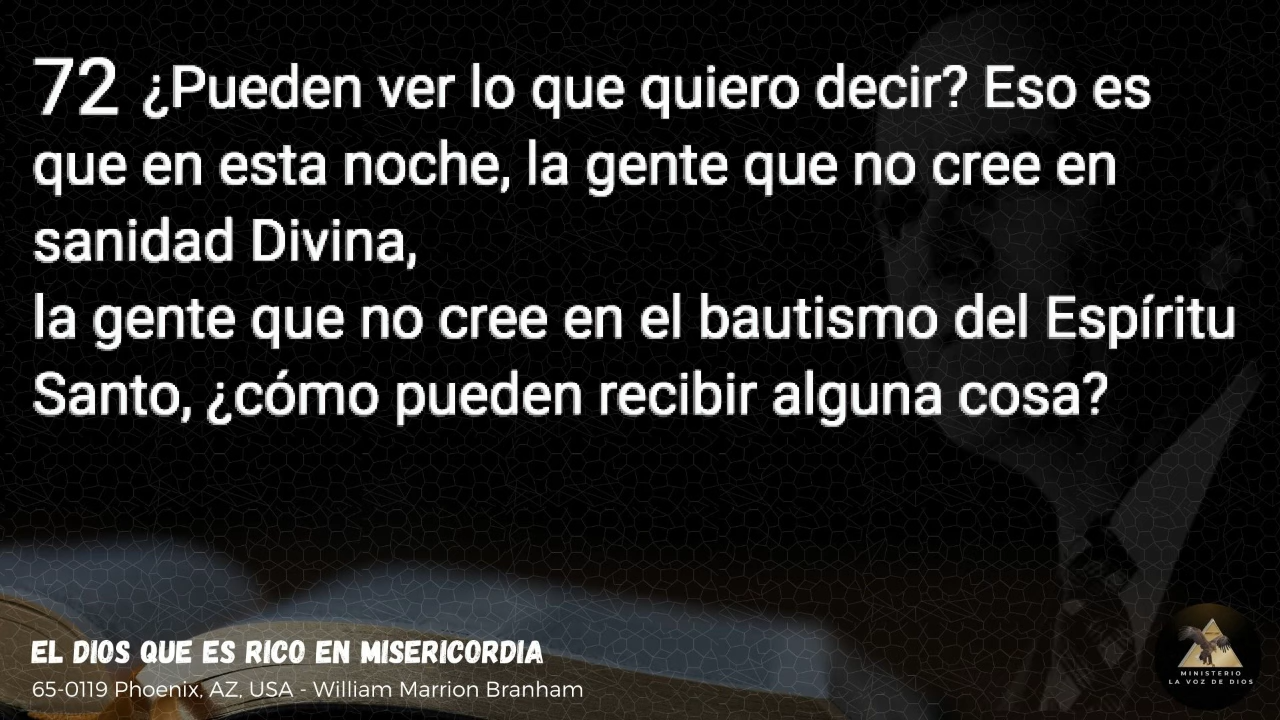 72 ¿Pueden ver lo que quiero decir? Eso es
que en esta noche, la gente que no cree en
sanidad Divina,
la gente que no cree en el bautismo del Espíritu
Santo, ¿cómo pueden recibir alguna cosa?
EL DIOS QUE ES RICO EN MISERICORDIA
65-0119 Phoenix, AZ, USA - William Marrion Branham
MINISTERIO
LA VOZ DE DIOS